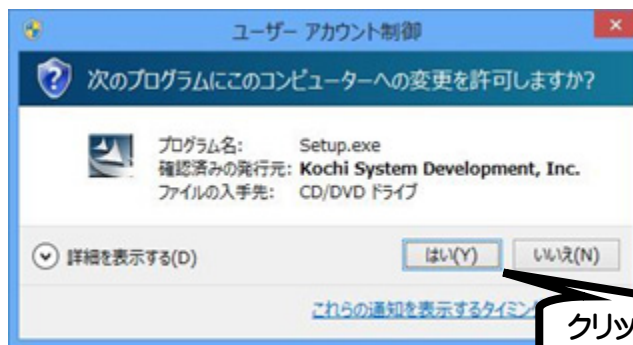 ユーザー アカウント制御
次のプログラムにこのコンピューターへの変更を許可しますか?
プログラム名: Setup.exe
確認済みの発行元: Kochi System Development, Inc.
ファイルの入手先: CD/DVD ドライブ
詳細を表示する(D) はい(Y) いいえ(N)
これらの通知を表示するタイミン
クリッ